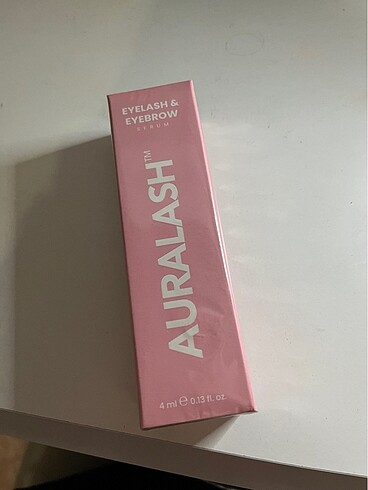 EYELASH &
EYEBROW
SERUM
AURALASH™
4 ml ℮ 0.13 fl. oz.